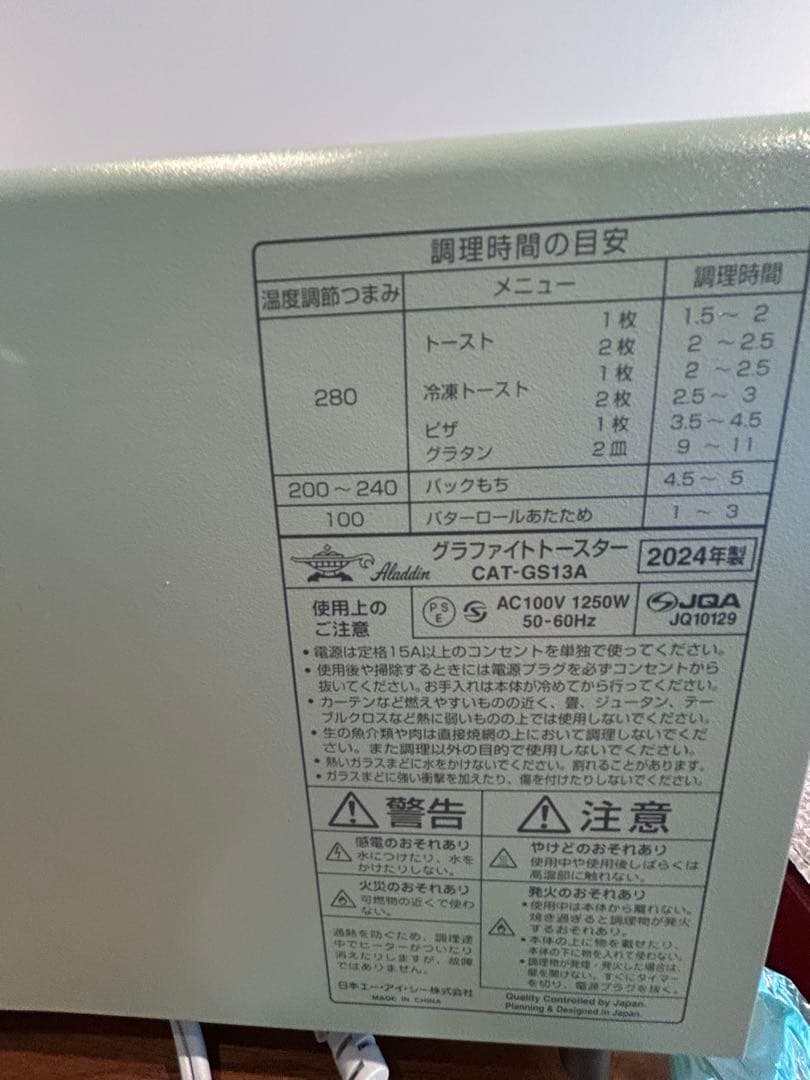 調理時間の目安
温度調節つまみ メニュー 調理時間
280 トースト 1枚 1.5～ 2
2枚 2 ～2.5
冷凍トースト 1枚 2 ～2.5
2枚 2.5～ 3
ピザ 1枚 3.5～4.5
グラタン 2皿 9 ～ 11
200～240 パックもち 4.5～ 5
100 バターロールあたため 1 ～ 3
Aladdin グラファイトトースター 2024年製
CAT-GS13A
使用上の
ご注意
PSE AC100V 1250W
50-60Hz
JQA
JQ10129
・電源は定格15A以上のコンセントを単独で使ってください。
・使用後や掃除するときには電源プラグを必ずコンセントから
抜いてください。お手入れは本体が冷めてから行ってください。
・カーテンなど燃えやすいものの近く、畳、ジュータン、テー
ブルクロスなど熱に弱いものの上では使用しないでください。
・生の魚介類や肉は直接焼網の上において調理しないでくだ
さい。また調理以外の目的で使用しないでください。
・熱いガラスまどに水をかけないでください。割れることがあります。
・ガラスまどに強い衝撃を加えたり、傷を付けたりしないでください。
警告
感電のおそれあり
水につけたり、水を
かけたりしない。
火災のおそれあり
可燃物の近くで使わ
ない。
過熱を防ぐため、調理途
中でヒーターがついたり
消えたりしますが、故障
ではありません。
日本エー・アイ・シー株式会社
MADE IN CHINA
注意
やけどのおそれあり
使用中や使用後しばらくは
高温部に触れない。
発火のおそれあり
・使用中は本体から離れない。
焼き過ぎると調理物が発火
するおそれあり。
・本体の上に物を載せたり、
本体の下に物を入れて使わない。
・調理物が発煙・発火した場合は、
扉を開けない。すぐにタイマー
を切り、電源プラグを抜く。
Quality Controlled by Japan.
Planning & Designed in Japan.